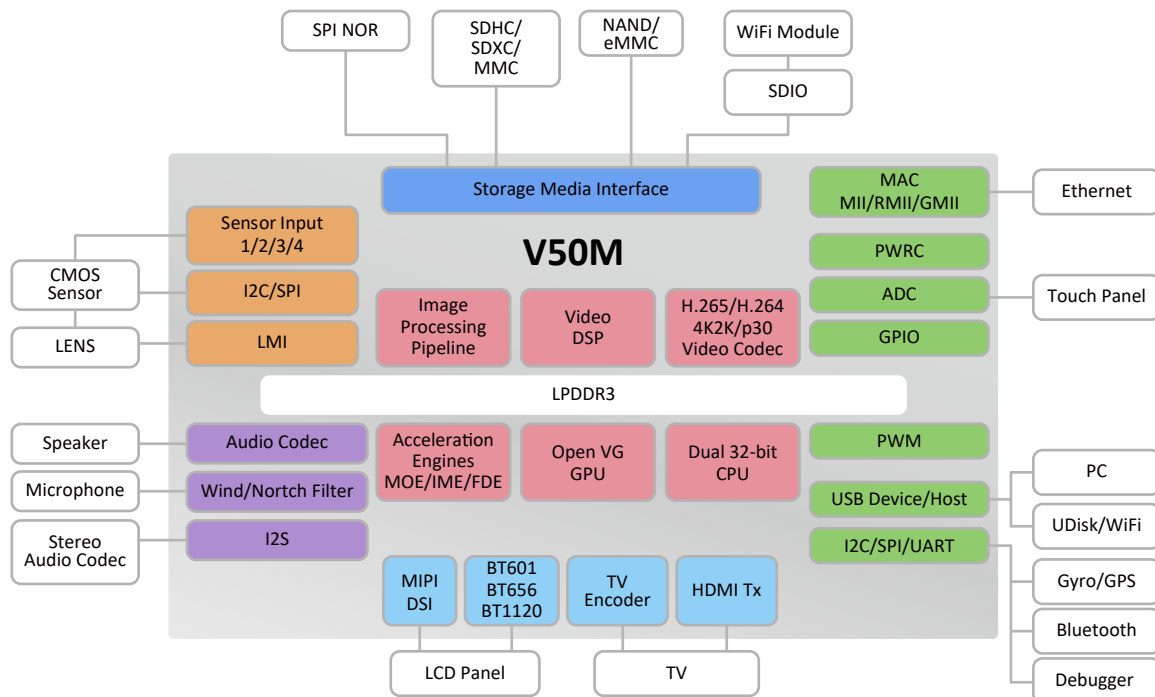 SPI NOR
SDHC/
SDXC/
MMC
NAND/
eMMC
WiFi Module
SDIO
Storage Media Interface
MAC
MII/RMII/GMII
Ethernet
Sensor Input
1/2/3/4
V50M
PWRC
CMOS
Sensor
I2C/SPI
Image
Processing
Pipeline
Video
DSP
H.265/H.264
4K2K/p30
Video Codec
ADC
Touch Panel
LENS
LMI
GPIO
LPDDR3
Speaker
Audio Codec
Acceleration
Engines
MOE/IME/FDE
Open VG
GPU
Dual 32-bit
CPU
PWM
Microphone
Wind/Nortch Filter
USB Device/Host
PC
UDisk/WiFi
Stereo
Audio Codec
I2S
I2C/SPI/UART
MIPI
DSI
BT601
BT656
BT1120
TV
Encoder
HDMI Tx
Gyro/GPS
Bluetooth
Debugger
LCD Panel
TV